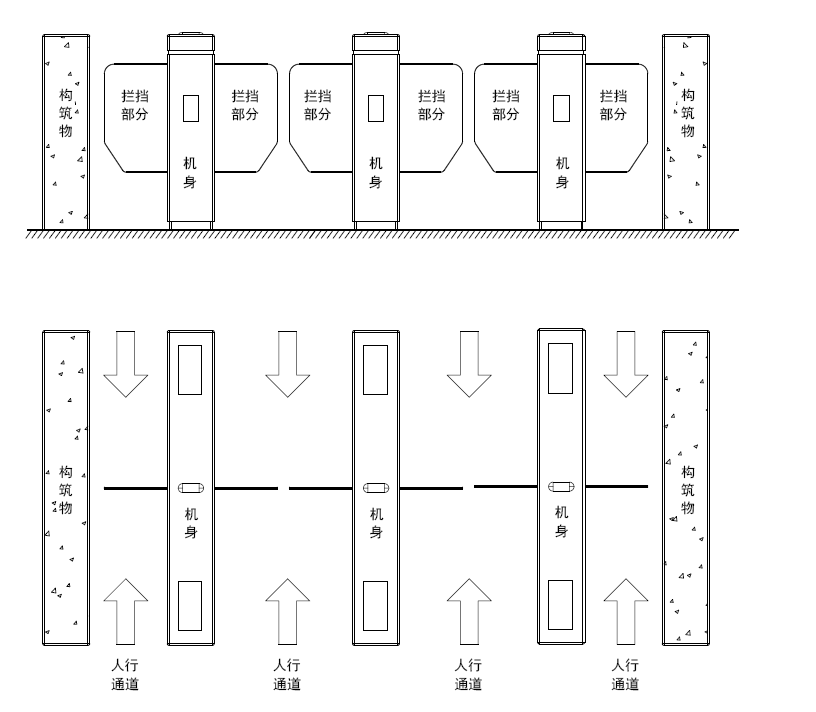 构
筑
物
拦挡
部分
拦挡
部分
拦挡
部分
拦挡
部分
拦挡
部分
拦挡
部分
构
筑
物
机
身
机
身
机
身
构
筑
物
机
身
机
身
机
身
构
筑
物
人行
通道
人行
通道
人行
通道
人行
通道